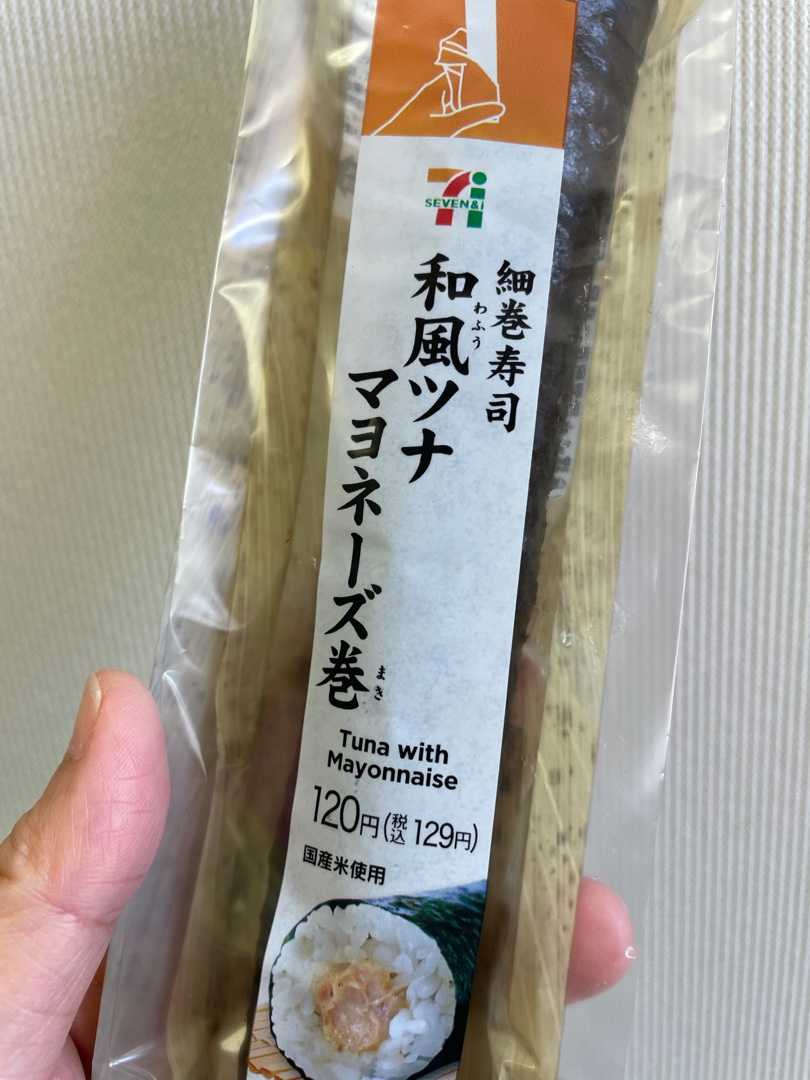 SEVEN&i
細巻寿司
和風ツナ
わふう
マヨネーズ巻
まき
Tuna with
Mayonnaise
120円(税込129円)
国産米使用